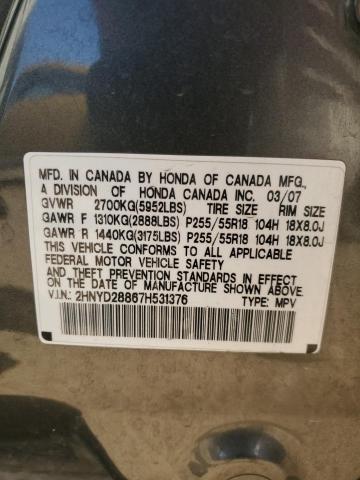 MFD. IN CANADA BY HONDA OF CANADA MFG.,
A DIVISION OF HONDA CANADA INC. 03/07
GVWR 2700KG(5952LBS) TIRE SIZE RIM SIZE
GAWR F 1310KG(2888LBS) P255/55R18 104H 18X8.0J
GAWR R 1440KG(3175LBS) P255/55R18 104H 18X8.0J
THIS VEHICLE CONFORMS TO ALL APPLICABLE
FEDERAL MOTOR VEHICLE SAFETY
AND THEFT PREVENTION STANDARDS IN EFFECT
ON THE DATE OF MANUFACTURE SHOWN ABOVE.
V.I.N.: 2HNYD28867H531376 TYPE: MPV